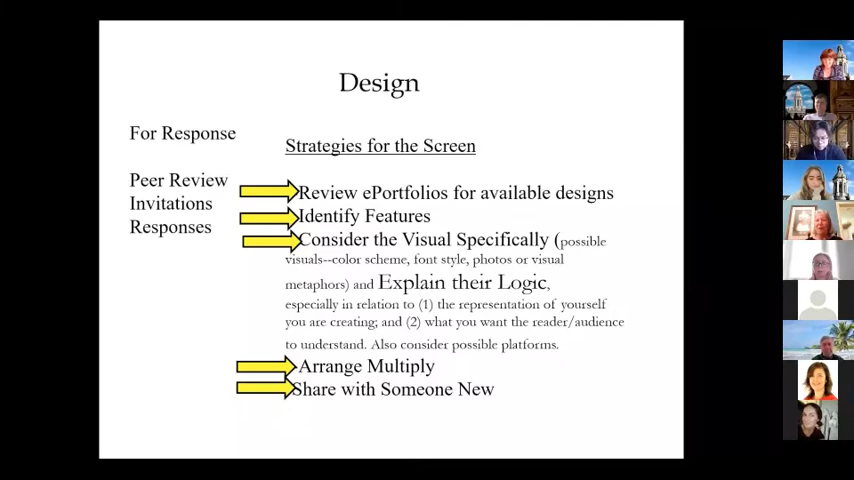 Design
For Response
Strategies for the Screen
Peer Review
Invitations
Responses
Review ePortfolios for available designs
Identify Features
Consider the Visual Specifically (possible
visuals--color scheme, font style, photos or visual
metaphors) and Explain their Logic,
especially in relation to (1) the representation of yourself
you are creating; and (2) what you want the reader/audience
to understand. Also consider possible platforms.
Arrange Multiply
Share with Someone New